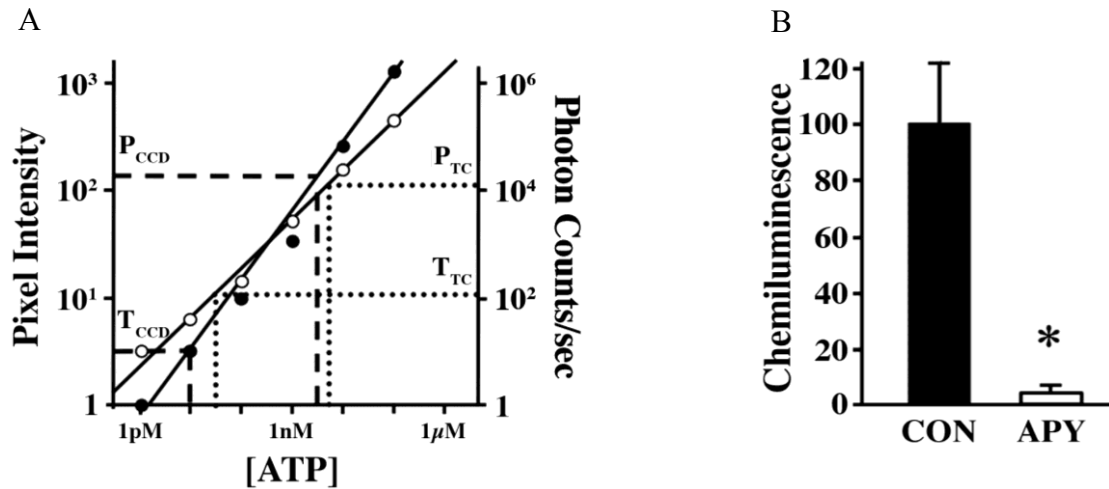 A
Pixel Intensity
10³
10²
10¹
1
P_CCD
T_CCD
P_TC
T_TC
10⁶
10⁴
10²
1
Photon Counts/sec
1pM
1nM
1μM
[ATP]
B
Chemiluminescence
120
100
80
60
40
20
0
*
CON
APY